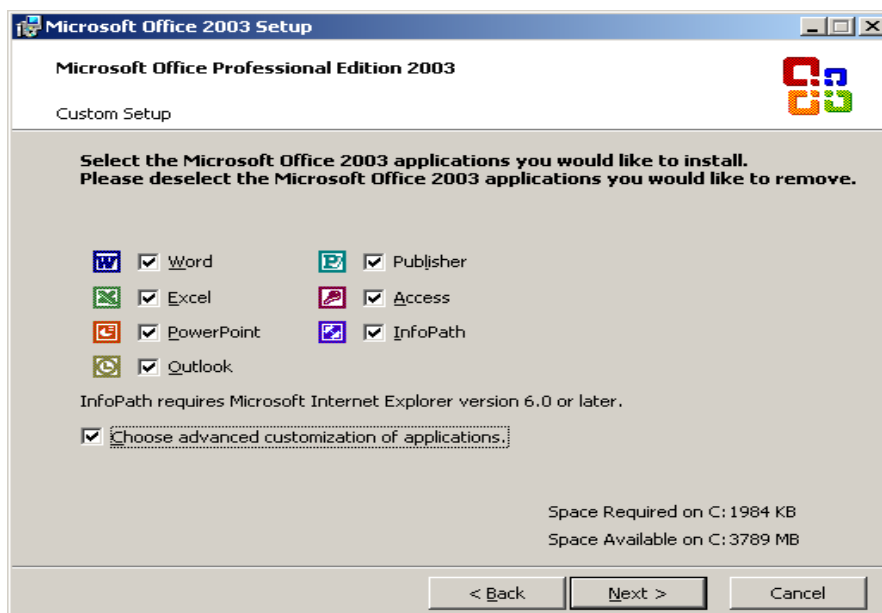 Microsoft Office 2003 Setup
Microsoft Office Professional Edition 2003
Custom Setup
Select the Microsoft Office 2003 applications you would like to install.
Please deselect the Microsoft Office 2003 applications you would like to remove.
Word
Publisher
Excel
Access
PowerPoint
InfoPath
Outlook
InfoPath requires Microsoft Internet Explorer version 6.0 or later.
Choose advanced customization of applications.
Space Required on C: 1984 KB
Space Available on C: 3789 MB
< Back
Next >
Cancel